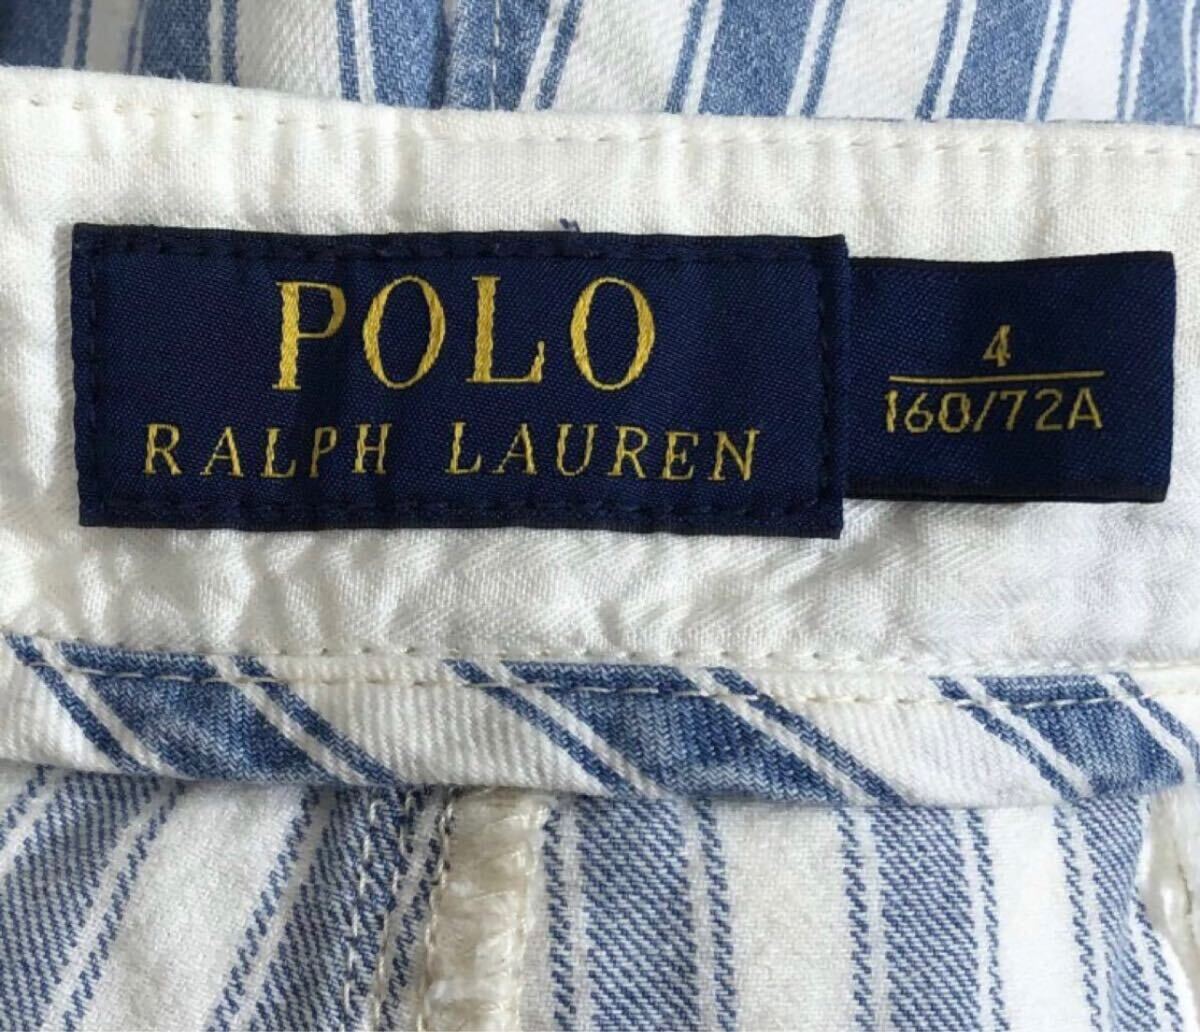 POLO
RALPH LAUREN
4
160/72A